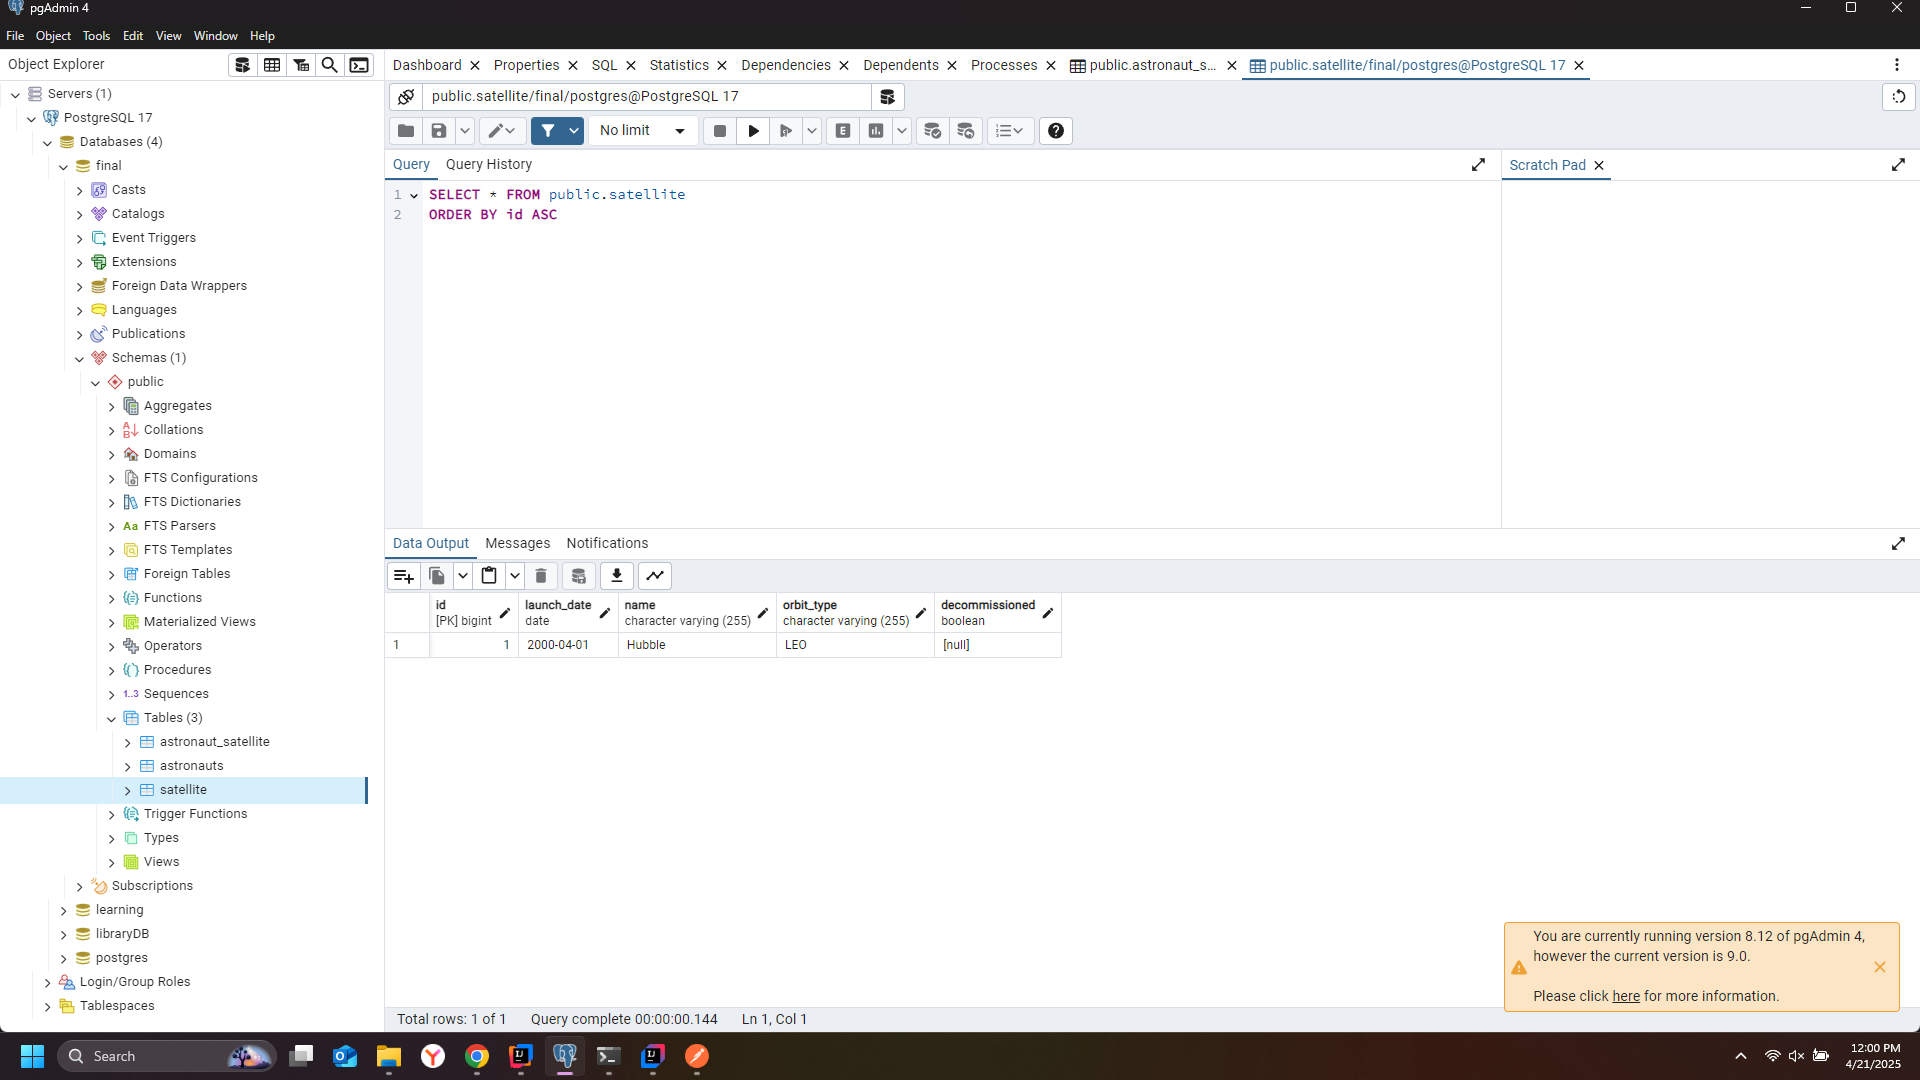 pgAdmin 4
File Object Tools Edit View Window Help
Object Explorer
Dashboard Properties SQL Statistics Dependencies Dependents Processes public.astronaut_s... public.satellite/final/postgres@PostgreSQL 17
public.satellite/final/postgres@PostgreSQL 17
No limit
E
Query Query History
Scratch Pad
1 SELECT * FROM public.satellite
2 ORDER BY id ASC
Servers (1)
PostgreSQL 17
Databases (4)
final
Casts
Catalogs
Event Triggers
Extensions
Foreign Data Wrappers
Languages
Publications
Schemas (1)
public
Aggregates
Collations
Domains
FTS Configurations
FTS Dictionaries
Aa FTS Parsers
FTS Templates
Foreign Tables
Functions
Materialized Views
Operators
Procedures
1..3 Sequences
Tables (3)
astronaut_satellite
astronauts
satellite
Trigger Functions
Types
Views
Subscriptions
learning
libraryDB
postgres
Login/Group Roles
Tablespaces
Data Output Messages Notifications
id launch_date name orbit_type decommissioned
[PK] bigint date character varying (255) character varying (255) boolean
1 1 2000-04-01 Hubble LEO [null]
You are currently running version 8.12 of pgAdmin 4,
however the current version is 9.0.
Please click here for more information.
Total rows: 1 of 1 Query complete 00:00:00.144 Ln 1, Col 1
Search
12:00 PM
4/21/2025